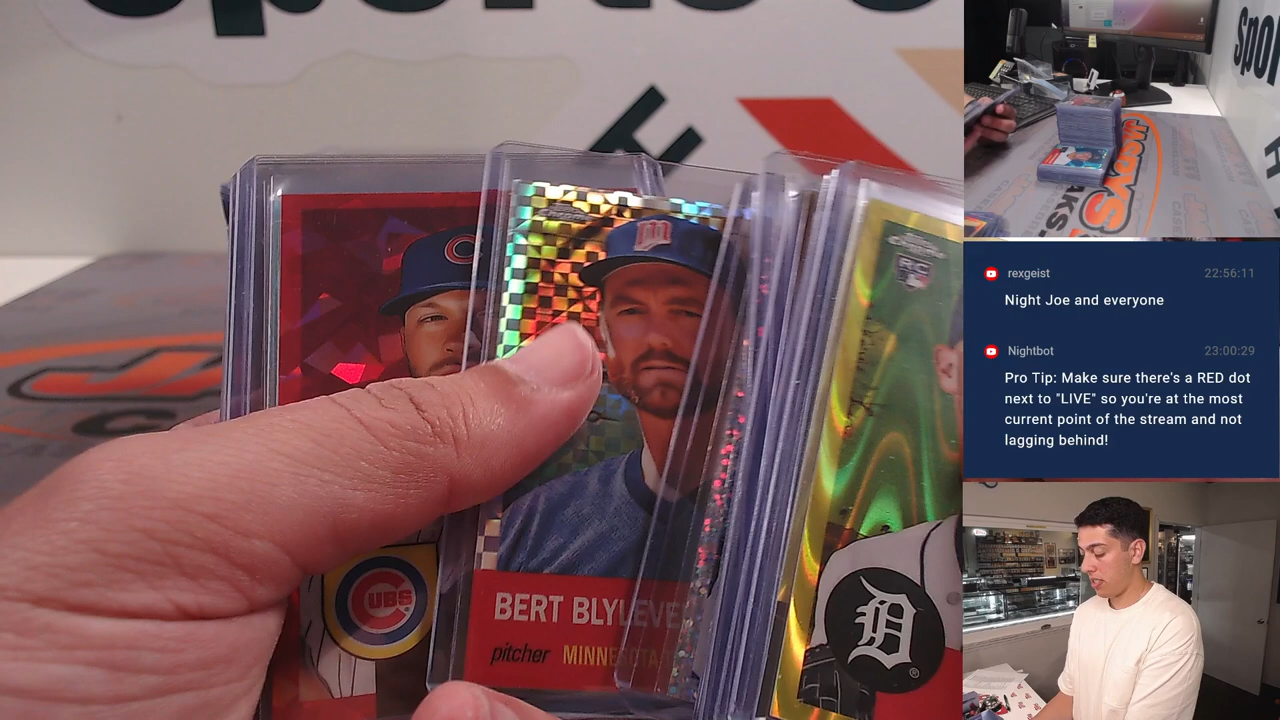 BERT BLYLEVE
pitcher MINNESOTA
CUBS
RC
rexgeist 22:56:11
Night Joe and everyone
Nightbot 23:00:29
Pro Tip: Make sure there's a RED dot
next to "LIVE" so you're at the most
current point of the stream and not
lagging behind!